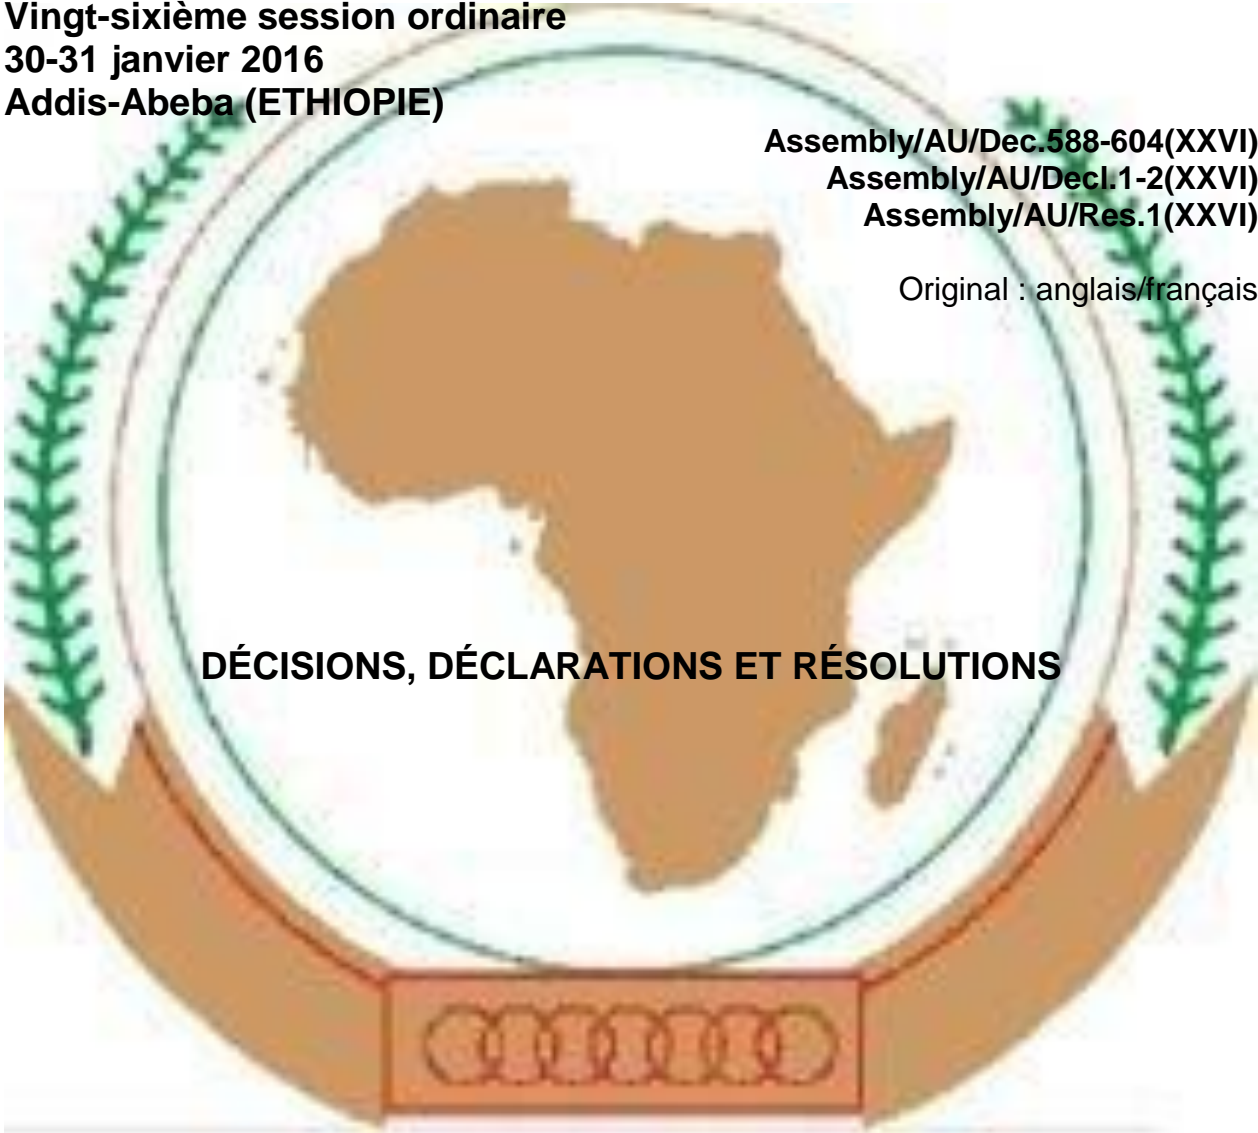 Vingt-sixième session ordinaire
30-31 janvier 2016
Addis-Abeba (ETHIOPIE)
Assembly/AU/Dec.588-604(XXVI)
Assembly/AU/Decl.1-2(XXVI)
Assembly/AU/Res.1(XXVI)
Original : anglais/français
DÉCISIONS, DÉCLARATIONS ET RÉSOLUTIONS